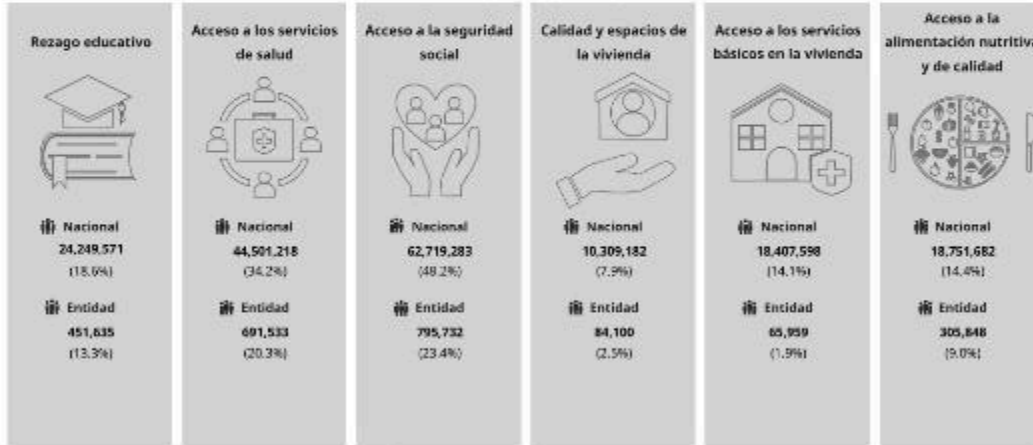 Rezago educativo
Nacional
24,249,571
(18.6%)
Entidad
451,635
(13.3%)
Acceso a los servicios
de salud
Nacional
44,501,218
(34.2%)
Entidad
691,533
(20.3%)
Acceso a la seguridad
social
Nacional
62,719,283
(48.2%)
Entidad
795,732
(23.4%)
Calidad y espacios de
la vivienda
Nacional
10,309,182
(7.9%)
Entidad
84,100
(2.5%)
Acceso a los servicios
básicos en la vivienda
Nacional
18,407,598
(14.1%)
Entidad
65,959
(1.9%)
Acceso a la
alimentación nutritiva
y de calidad
Nacional
18,751,682
(14.4%)
Entidad
305,848
(9.0%)